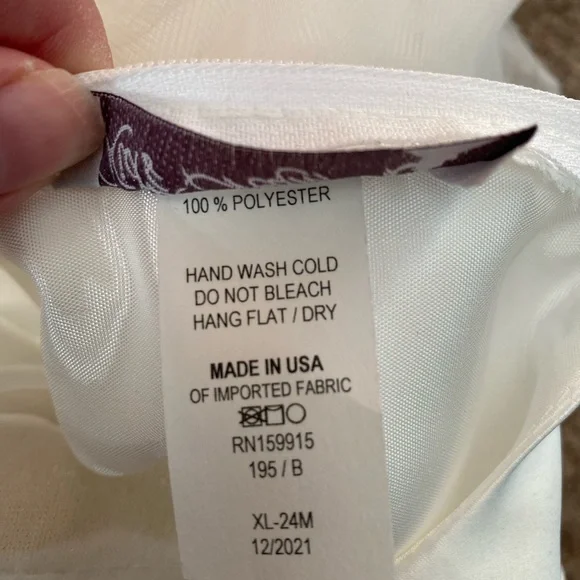 100 % POLYESTER
HAND WASH COLD
DO NOT BLEACH
HANG FLAT / DRY
MADE IN USA
OF IMPORTED FABRIC
RN159915
195 / B
XL-24M
12/2021